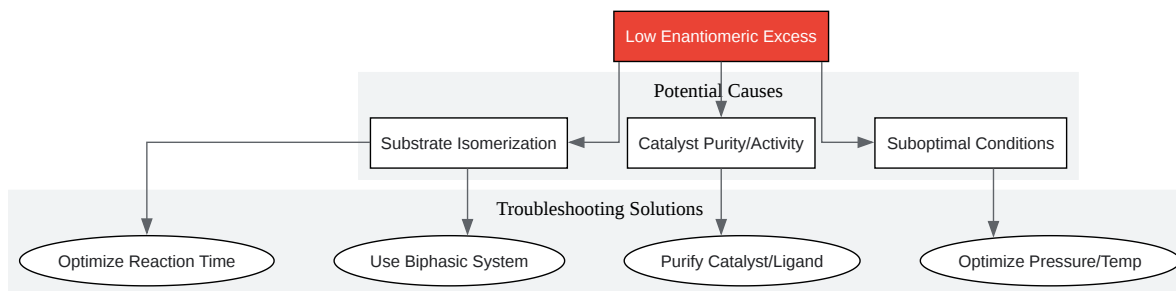 Low Enantiomeric Excess
Potential Causes
Substrate Isomerization
Catalyst Purity/Activity
Suboptimal Conditions
Troubleshooting Solutions
Optimize Reaction Time
Use Biphasic System
Purify Catalyst/Ligand
Optimize Pressure/Temp